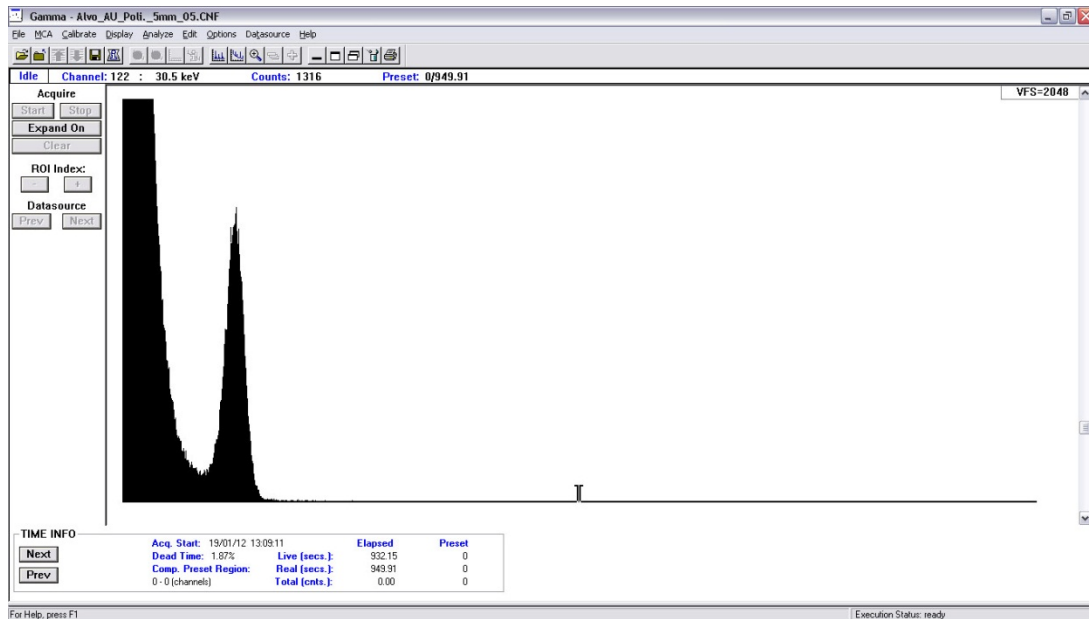 Gamma - Alvo_AU_Poli._5mm_05.CNF
File MCA Calibrate Display Analyze Edit Options Datasource Help
Idle Channel: 122 : 30.5 keV Counts: 1316 Preset: 0/949.91
Acquire
Start Stop
Expand On
Clear
ROI Index:
- +
Datasource
Prev Next
VFS=2048
TIME INFO
Next
Prev
Acq. Start: 19/01/12 13:09:11 Elapsed Preset
Dead Time: 1.87% Live (secs.): 932.15 0
Comp. Preset Region: Real (secs.): 949.91 0
0 - 0 (channels) Total (cnts.): 0.00 0
For Help, press F1 Execution Status: ready